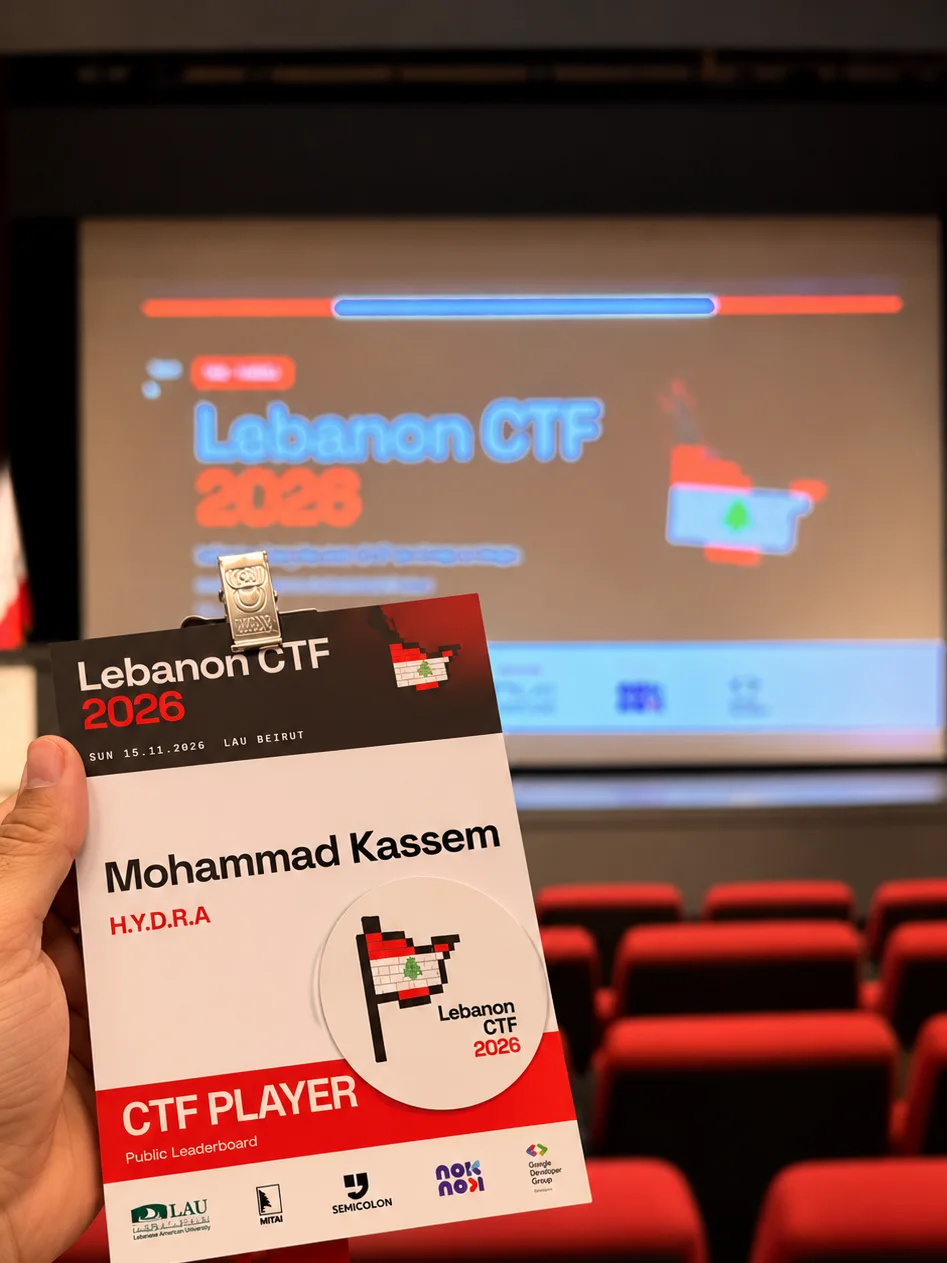 Lebanon CTF
2026
Lebanon CTF
2026
SUN 15.11.2026 LAU BEIRUT
Mohammad Kassem
H.Y.D.R.A
Lebanon
CTF
2026
CTF PLAYER
Public Leaderboard
LAU
Lebanese American University
MITAI
SEMICOLON
nok
nok
Google
Developer
Group